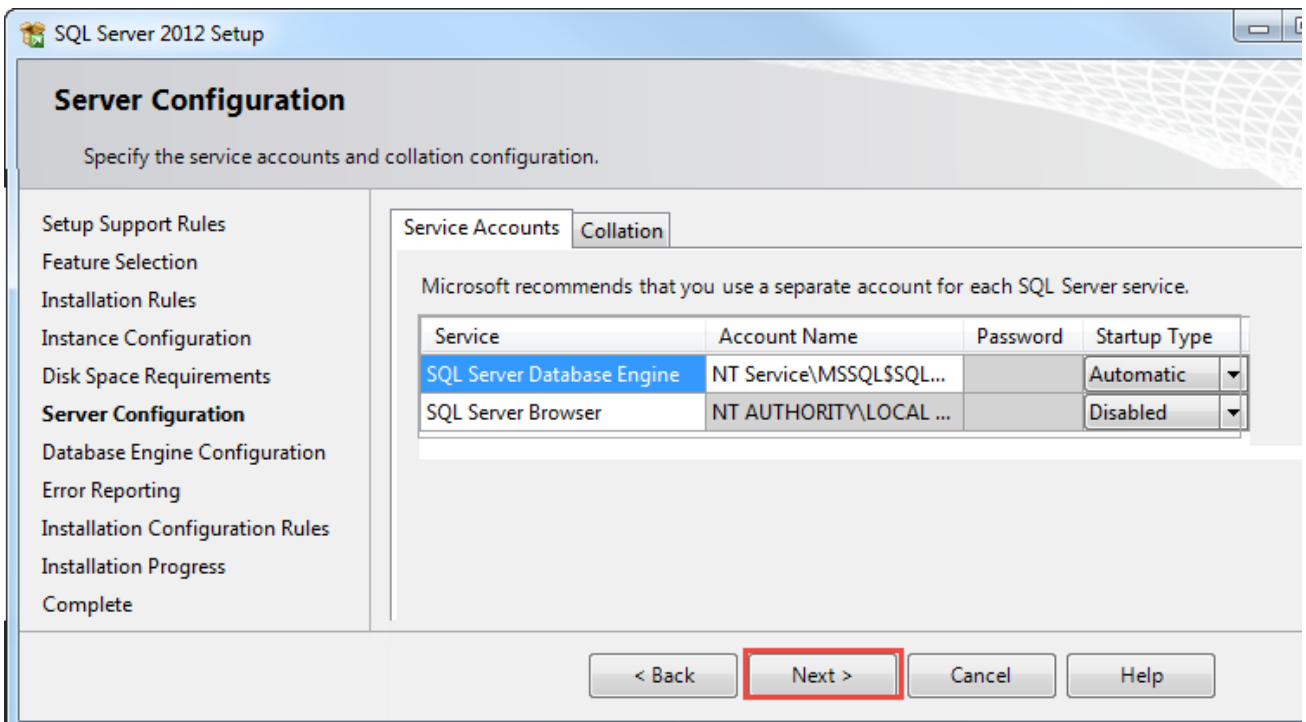 SQL Server 2012 Setup
Server Configuration
Specify the service accounts and collation configuration.
Setup Support Rules
Feature Selection
Installation Rules
Instance Configuration
Disk Space Requirements
Server Configuration
Database Engine Configuration
Error Reporting
Installation Configuration Rules
Installation Progress
Complete
Service Accounts Collation
Microsoft recommends that you use a separate account for each SQL Server service.
Service Account Name Password Startup Type
SQL Server Database Engine NT Service\MSSQL$SQL... Automatic
SQL Server Browser NT AUTHORITY\LOCAL ... Disabled
< Back Next > Cancel Help